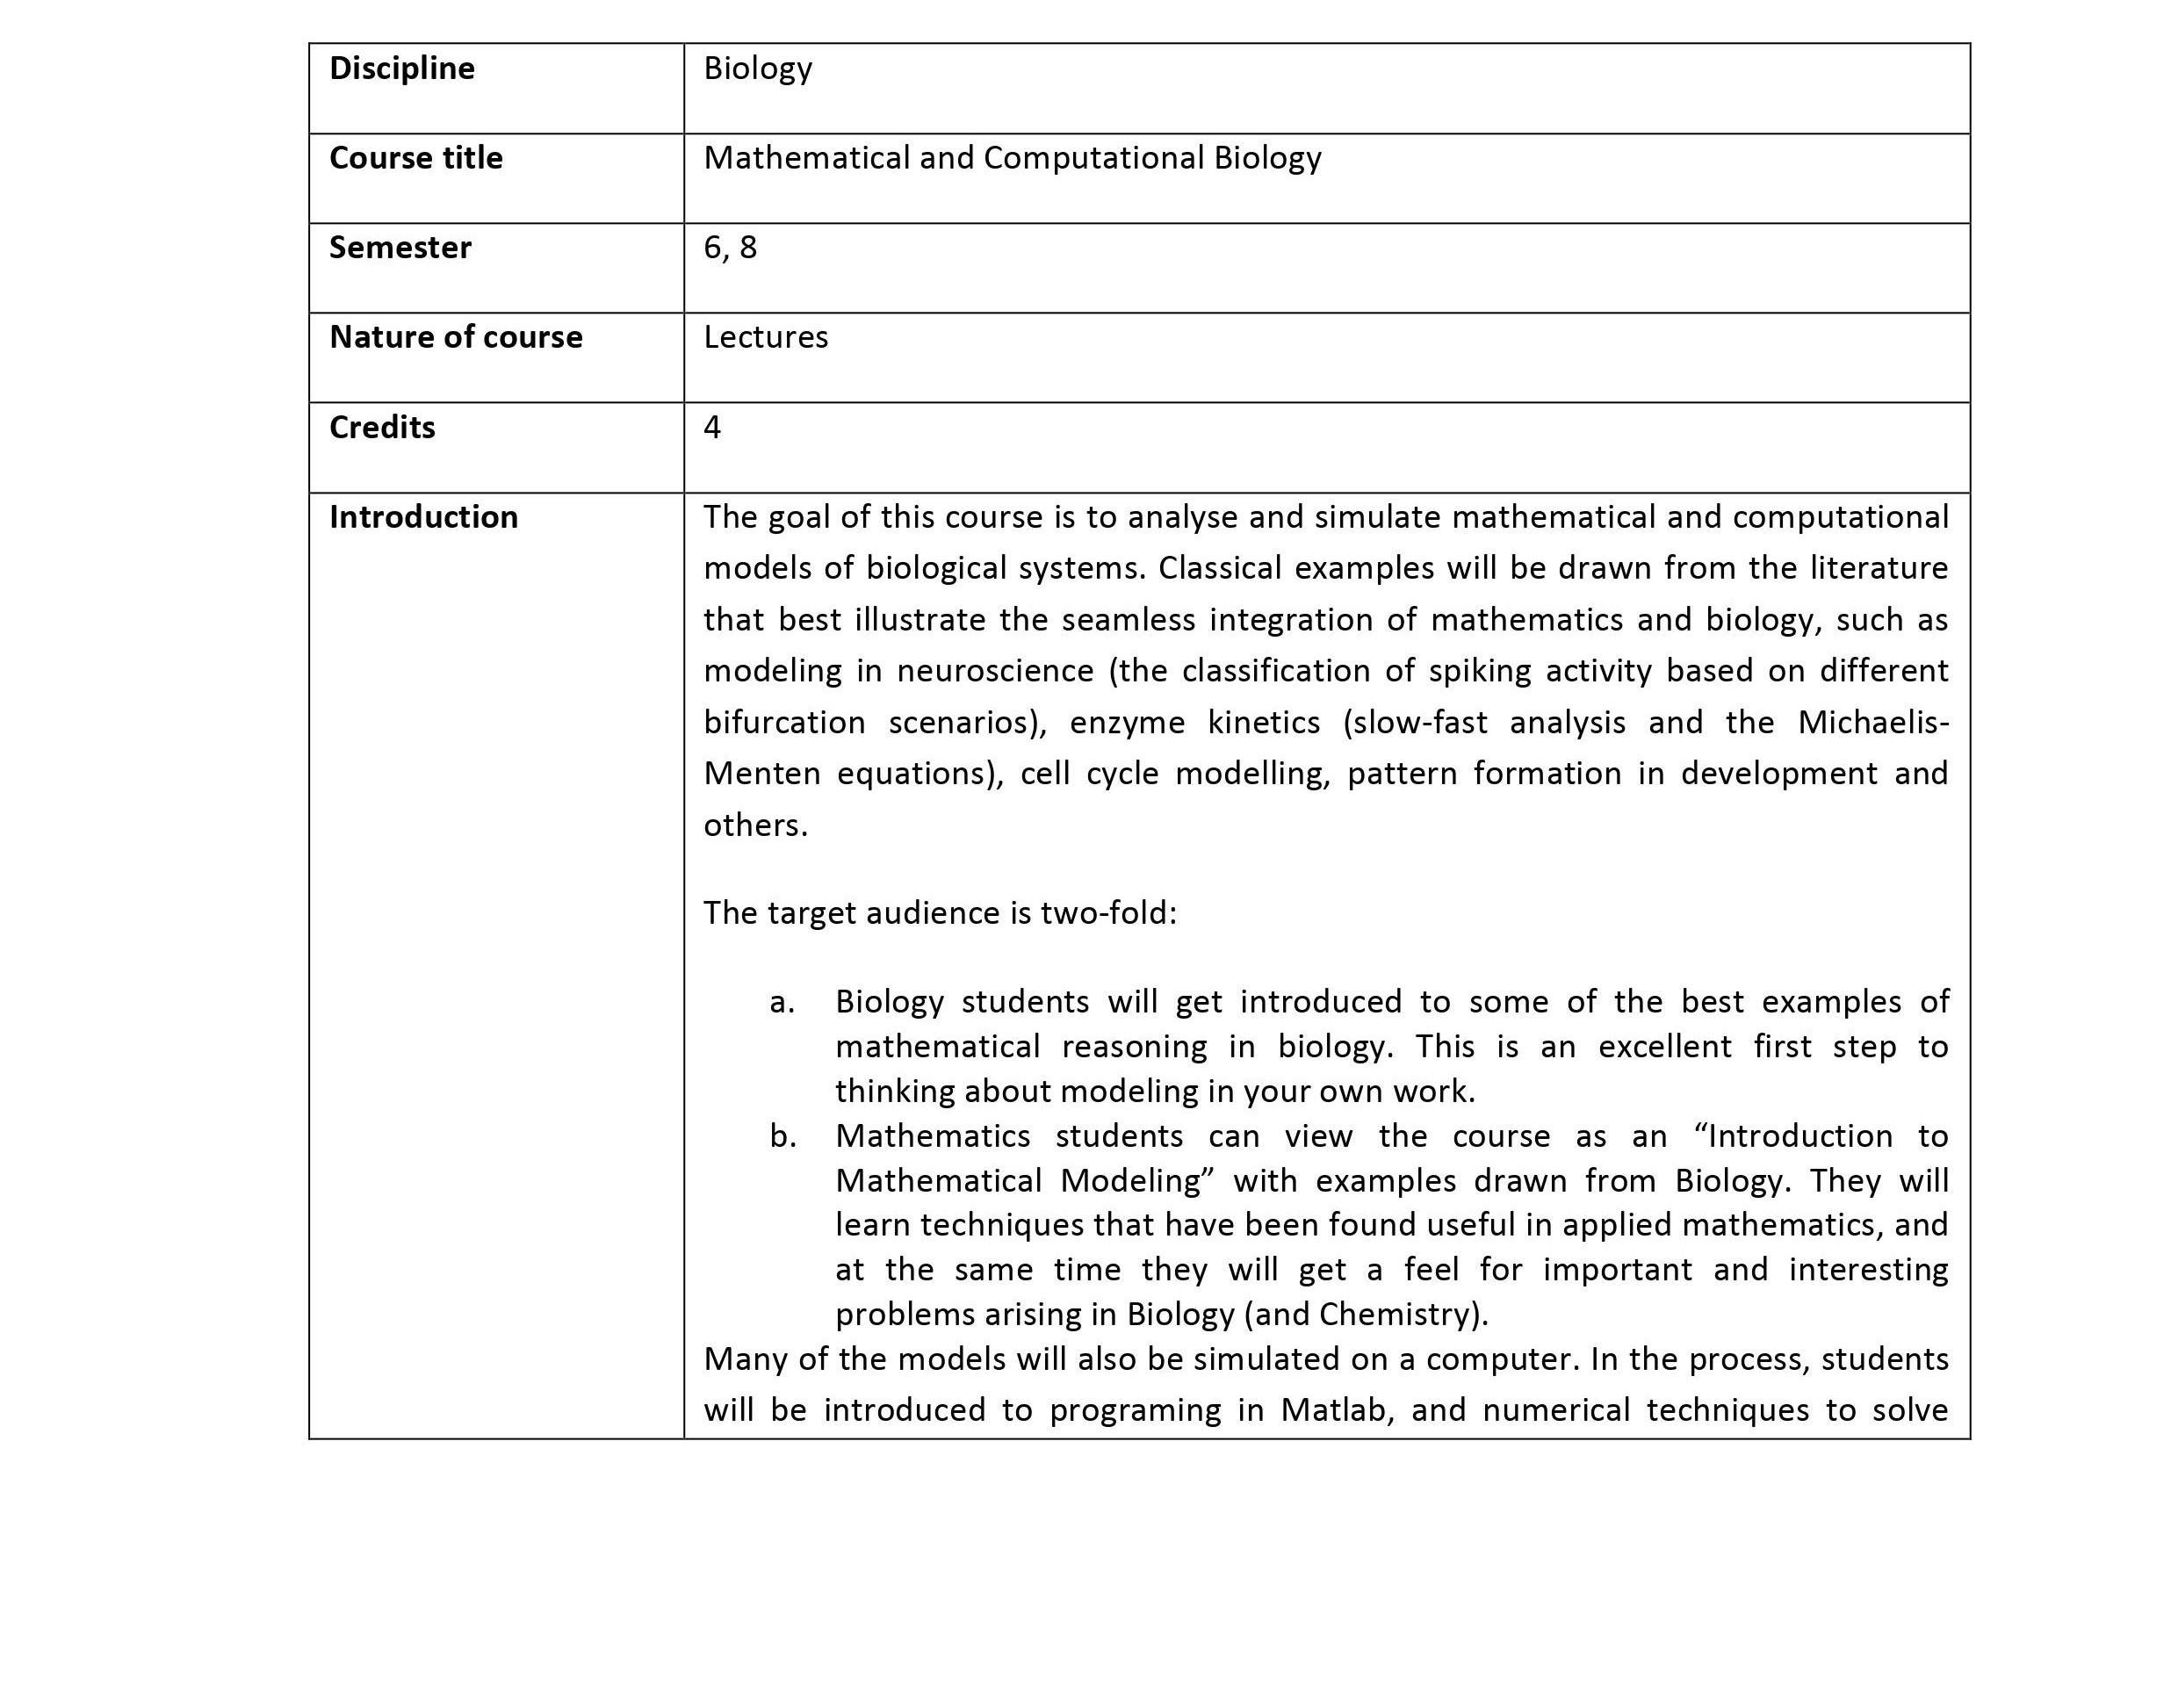 Discipline
Biology
Course title
Mathematical and Computational Biology
Semester
6, 8
Nature of course
Lectures
Credits
4
Introduction
The goal of this course is to analyse and simulate mathematical and computational
models of biological systems. Classical examples will be drawn from the literature
that best illustrate the seamless integration of mathematics and biology, such as
modeling in neuroscience (the classification of spiking activity based on different
bifurcation scenarios), enzyme kinetics (slow-fast analysis and the Michaelis-
Menten equations), cell cycle modelling, pattern formation in development and
others.
The target audience is two-fold:
a. Biology students will get introduced to some of the best examples of
mathematical reasoning in biology. This is an excellent first step to
thinking about modeling in your own work.
b. Mathematics students can view the course as an “Introduction to
Mathematical Modeling” with examples drawn from Biology. They will
learn techniques that have been found useful in applied mathematics, and
at the same time they will get a feel for important and interesting
problems arising in Biology (and Chemistry).
Many of the models will also be simulated on a computer. In the process, students
will be introduced to programing in Matlab, and numerical techniques to solve